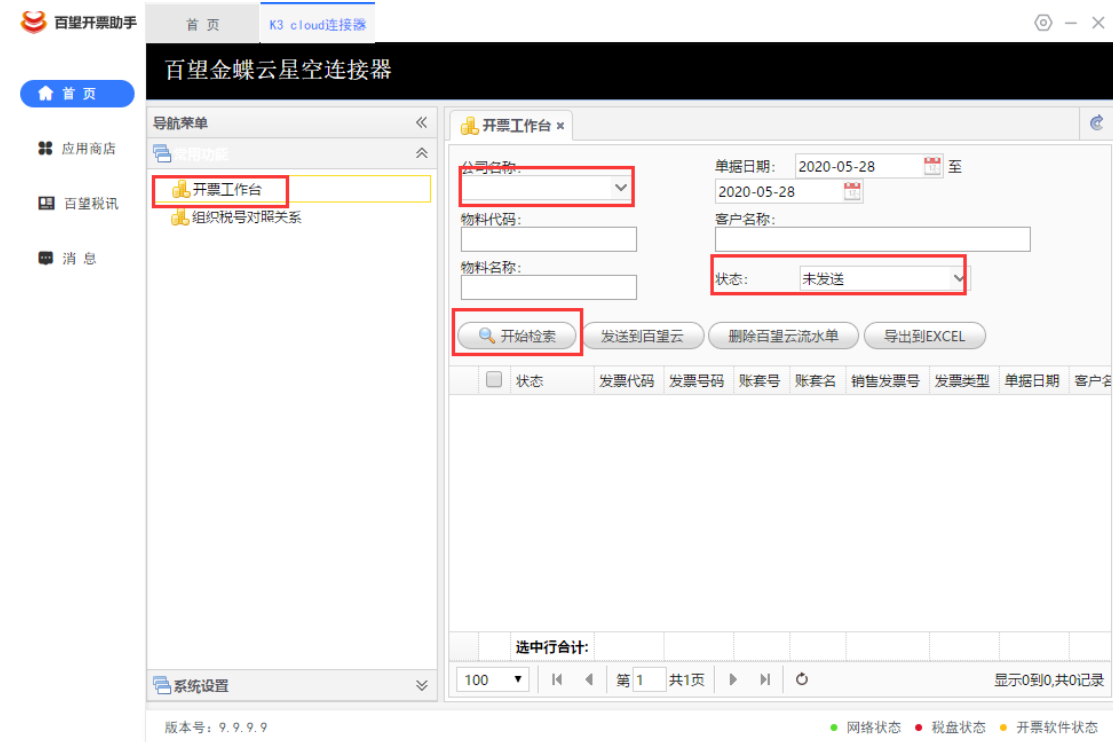 百望开票助手
首 页
K3 cloud连接器
百望金蝶云星空连接器
首 页
应用商店
百望税讯
消 息
导航菜单
常用功能
开票工作台
组织税号对照关系
系统设置
开票工作台
公司名称:
单据日期: 2020-05-28 至
2020-05-28
物料代码:
客户名称:
物料名称:
状态: 未发送
开始检索 发送到百望云 删除百望云流水单 导出到EXCEL
状态 发票代码 发票号码 账套号 账套名 销售发票号 发票类型 单据日期 客户名
选中行合计:
100 第 1 共1页 显示0到0,共0记录
版本号: 9.9.9.9
网络状态 税盘状态 开票软件状态